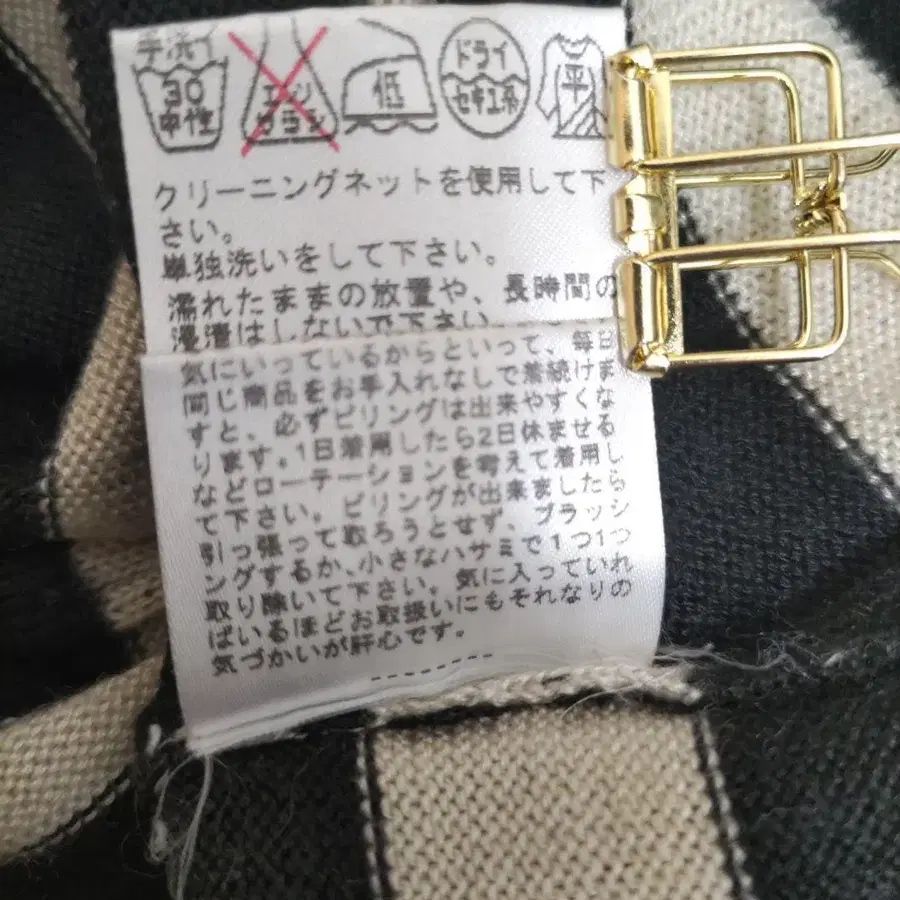 手洗イ
30
中性
エンソ
サラシ
低
ドライ
セキユ系
平
クリーニングネットを使用して下
さい。
単独洗いをして下さい。
濡れたままの放置や、長時間の
浸漬はしないで下さい。
気にいっているからといって、毎日
同じ商品をお手入れなしで着続けま
すと、必ずピリングは出来やすくな
ります。1日着用したら2日休ませる
などローテーションを考えて着用し
て下さい。ピリングが出来ましたら
引っ張って取ろうとせず、ブラッシ
ングするか、小さなハサミで1つ1つ
取り除いて下さい。気に入っていれ
ばいるほどお取扱いにもそれなりの
気づかいが肝心です。